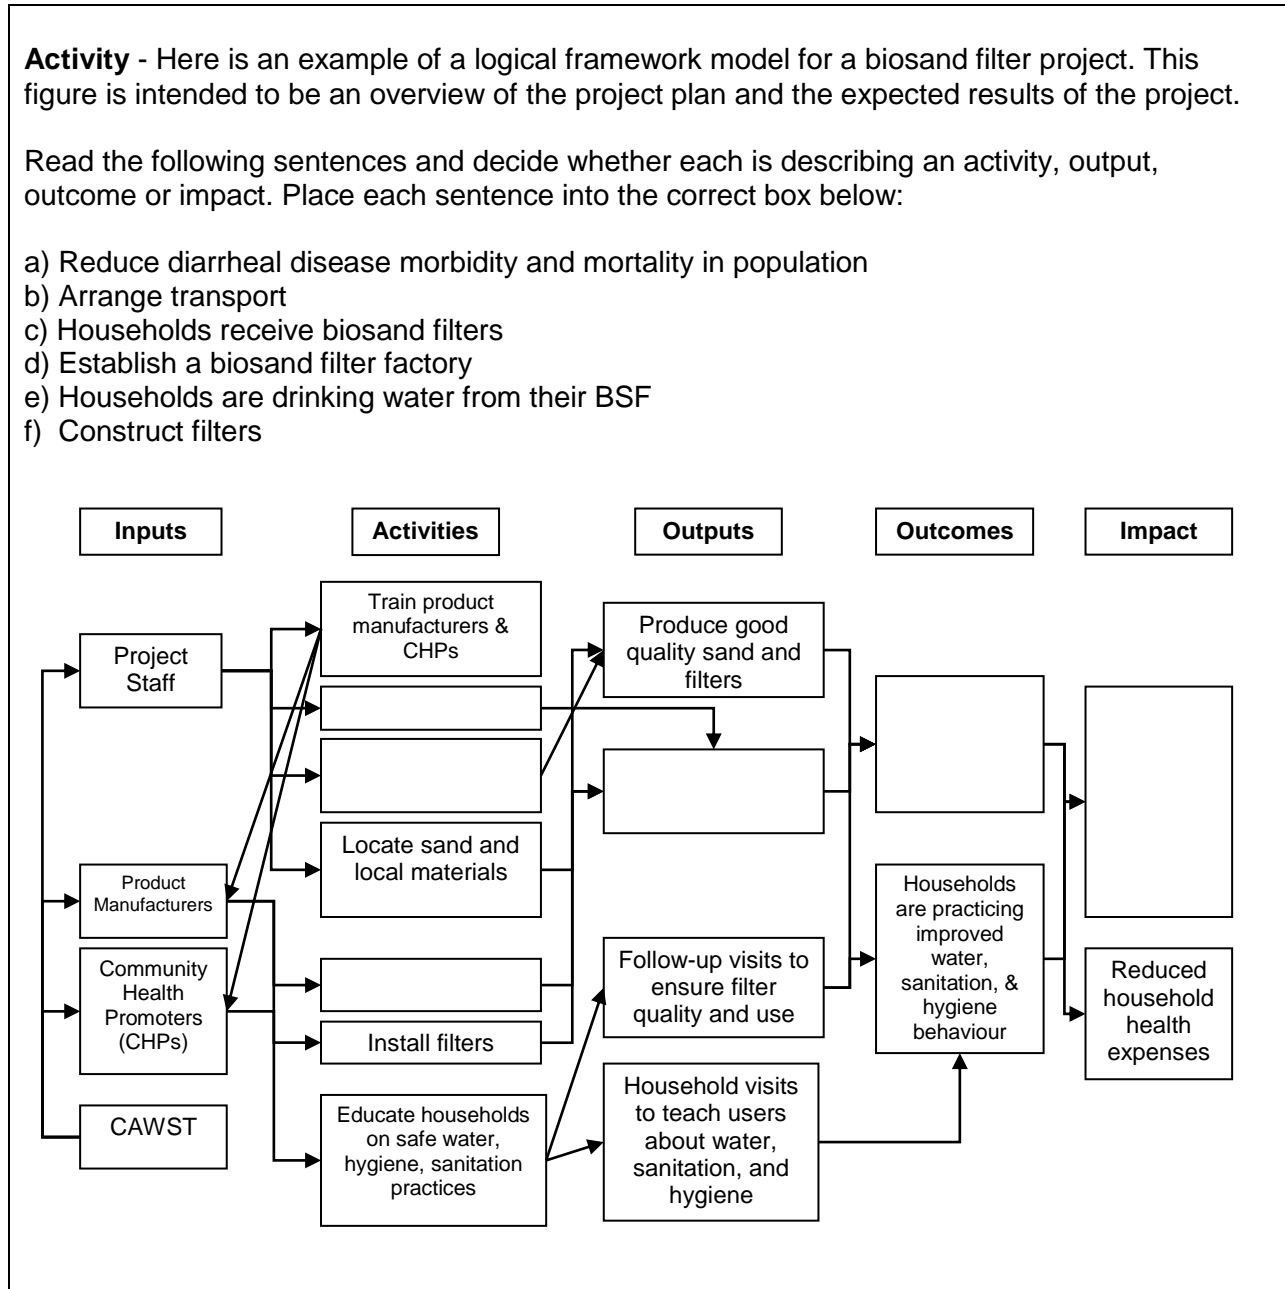 Activity - Here is an example of a logical framework model for a biosand filter project. This
figure is intended to be an overview of the project plan and the expected results of the project.
Read the following sentences and decide whether each is describing an activity, output,
outcome or impact. Place each sentence into the correct box below:
a) Reduce diarrheal disease morbidity and mortality in population
b) Arrange transport
c) Households receive biosand filters
d) Establish a biosand filter factory
e) Households are drinking water from their BSF
f) Construct filters
Inputs
Activities
Outputs
Outcomes
Impact
Project
Staff
Product
Manufacturers
Community
Health
Promoters
(CHPs)
CAWST
Train product
manufacturers &
CHPs
Locate sand and
local materials
Install filters
Educate households
on safe water,
hygiene, sanitation
practices
Produce good
quality sand and
filters
Follow-up visits to
ensure filter
quality and use
Household visits
to teach users
about water,
sanitation, and
hygiene
Households
are practicing
improved
water,
sanitation, &
hygiene
behaviour
Reduced
household
health
expenses